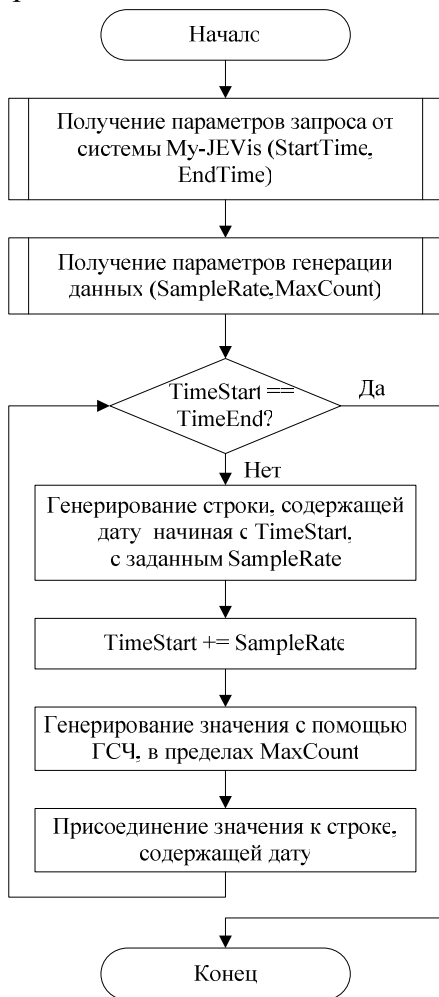 Начало
Получение параметров запроса от
системы My-JEVis (StartTime,
EndTime)
Получение параметров генерации
данных (SampleRate,MaxCount)
TimeStart ==
TimeEnd?
Да
Нет
Генерирование строки, содержащей
дату начиная с TimeStart,
с заданным SampleRate
TimeStart += SampleRate
Генерирование значения с помощью
ГСЧ, в пределах MaxCount
Присоединение значения к строке,
содержащей дату
Конец